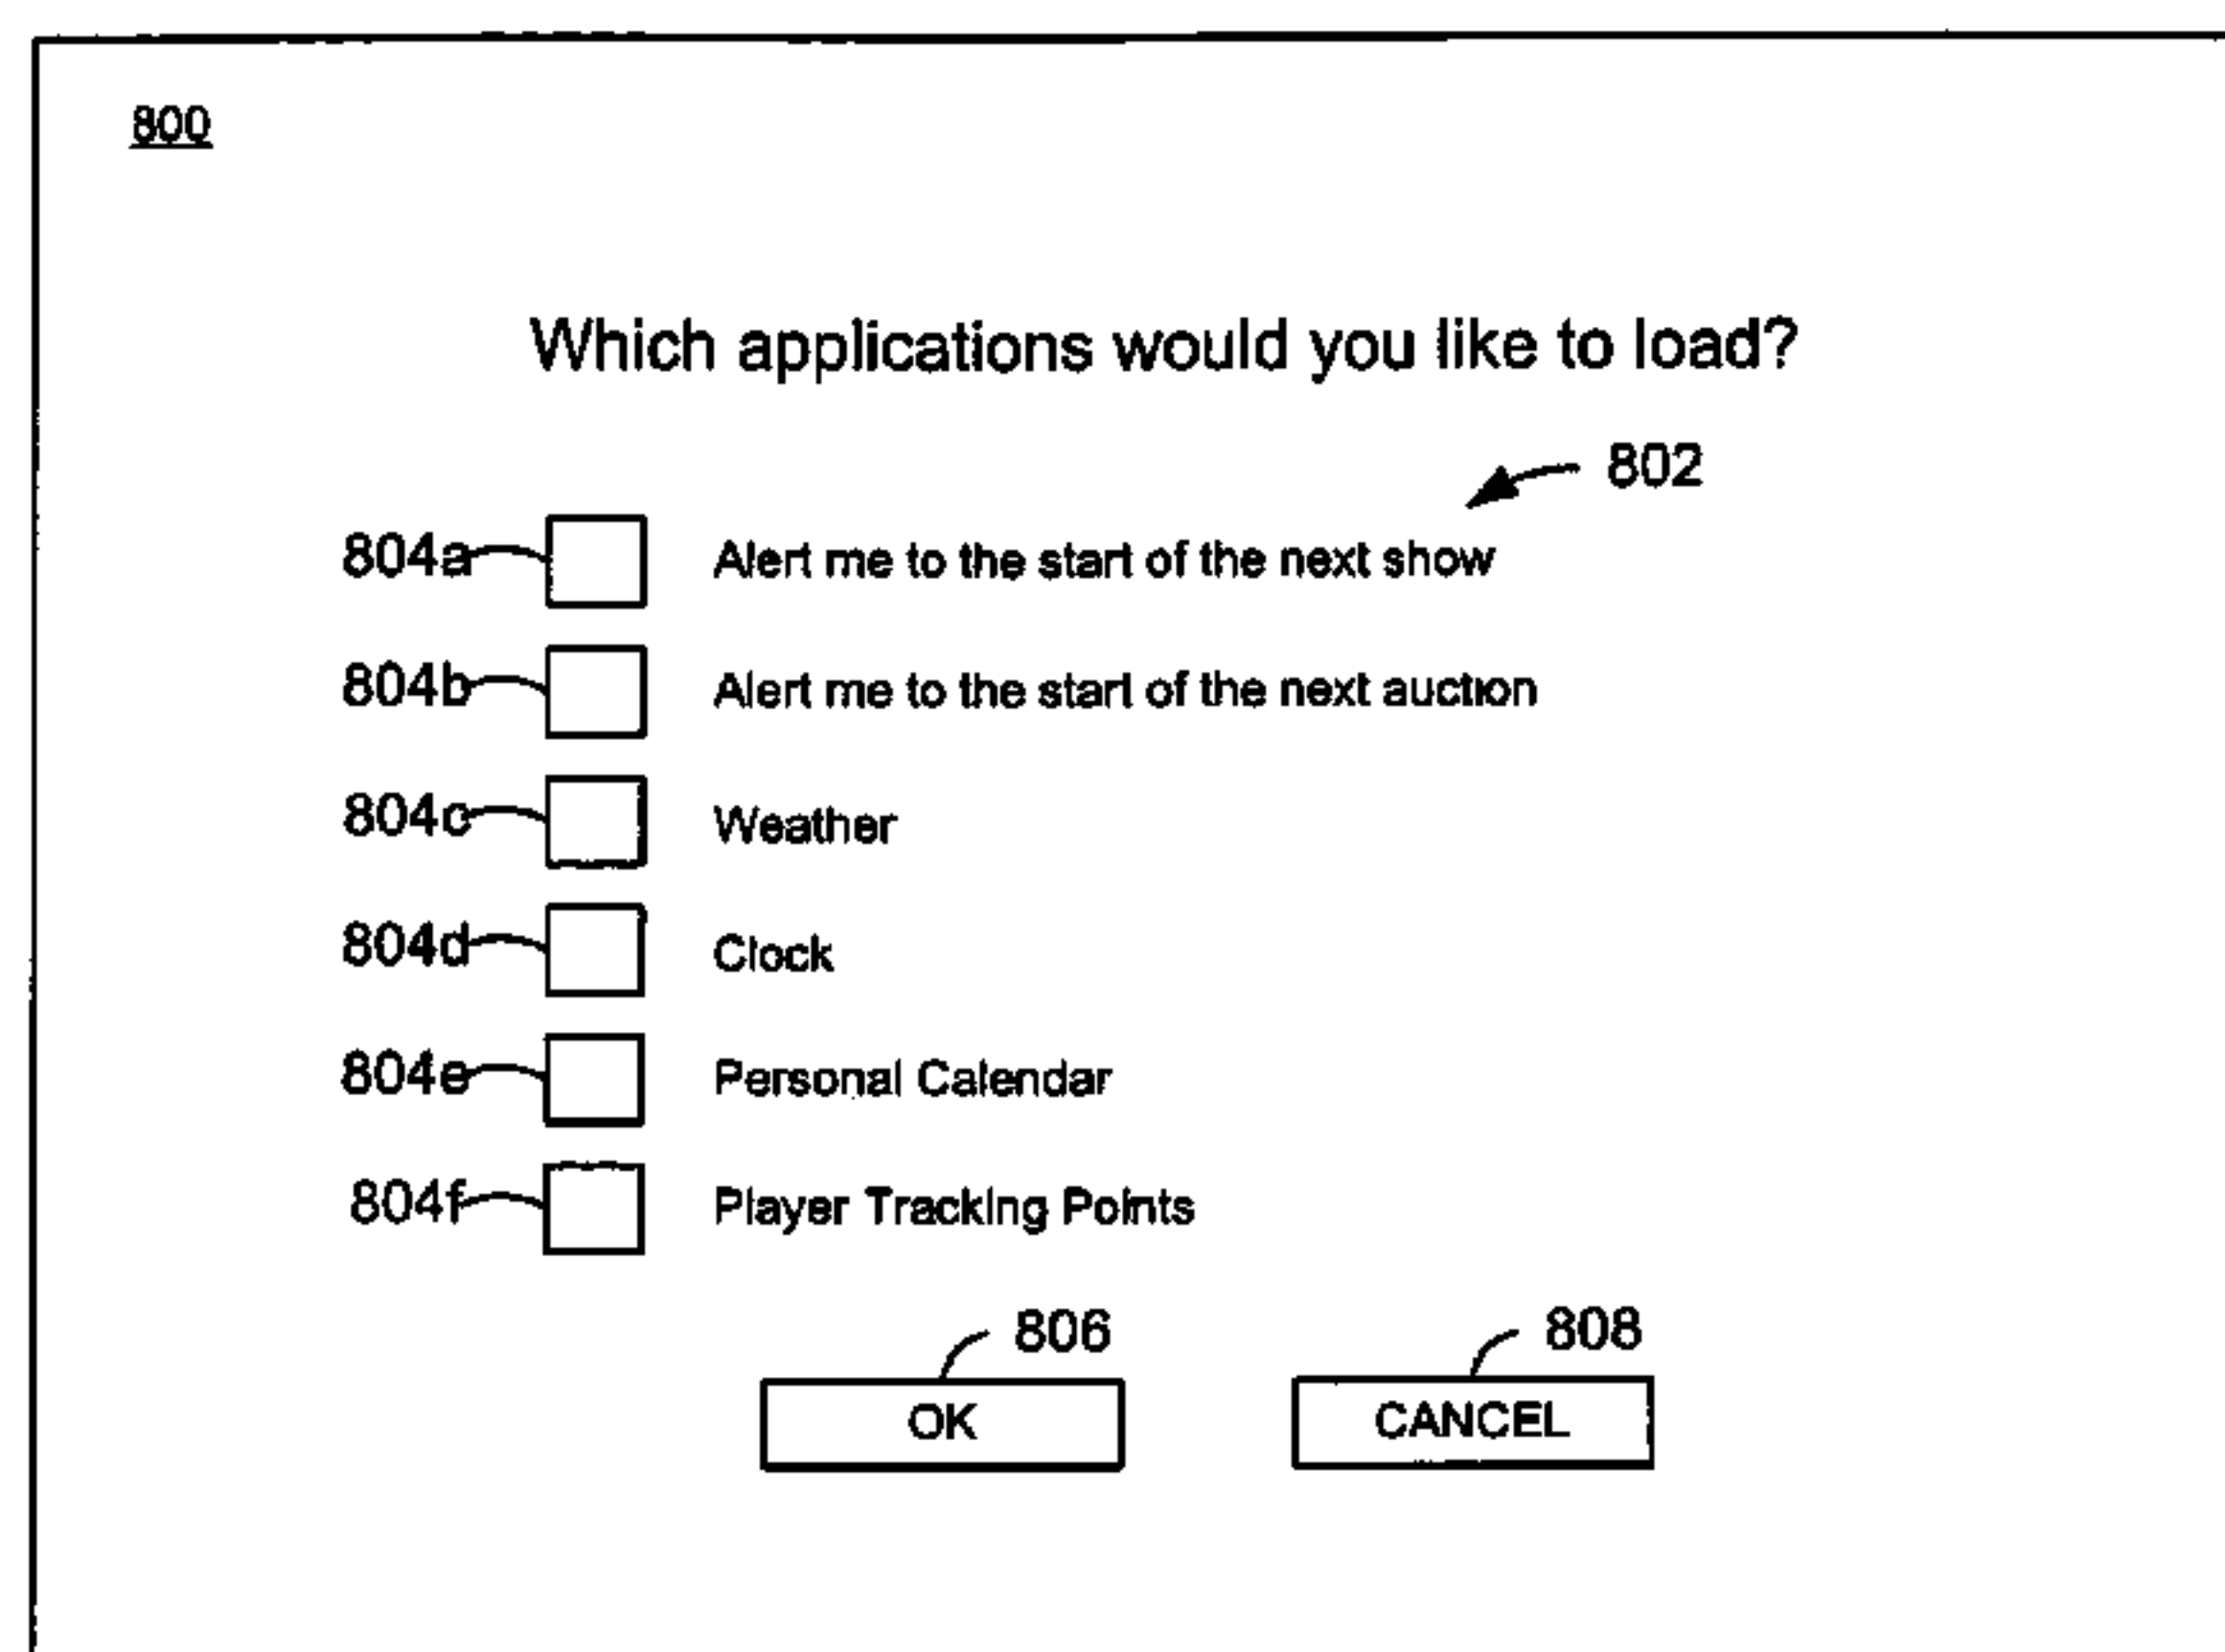 800
Which applications would you like to load?
802
804a Alert me to the start of the next show
804b Alert me to the start of the next auction
804c Weather
804d Clock
804e Personal Calendar
804f Player Tracking Points
806 808
OK CANCEL